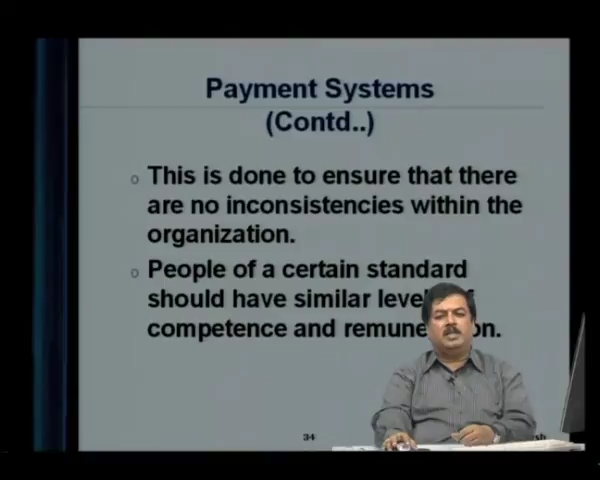 Payment Systems
(Contd..)
o This is done to ensure that there
are no inconsistencies within the
organization.
o People of a certain standard
should have similar
competence and
34